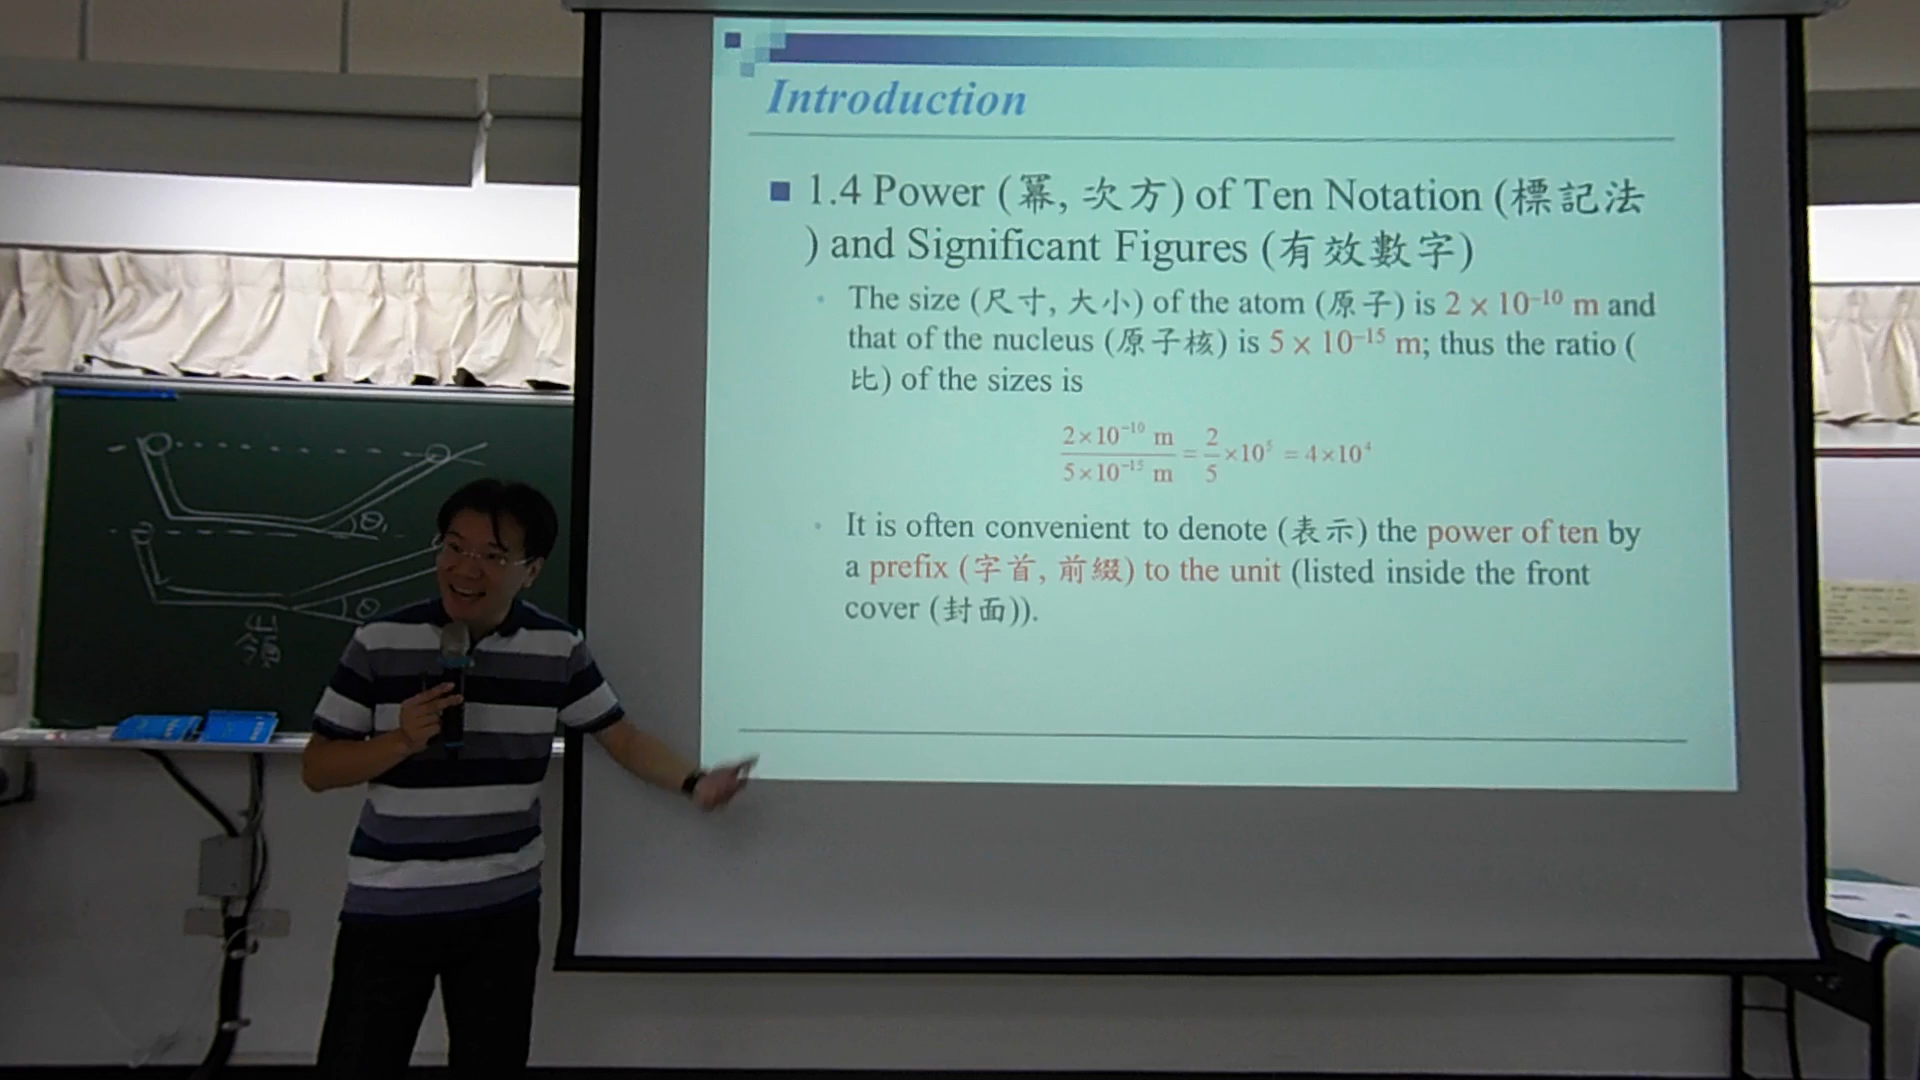 Introduction
1.4 Power (冪, 次方) of Ten Notation (標記法
) and Significant Figures (有效數字)
The size (尺寸, 大小) of the atom (原子) is 2 × 10⁻¹⁰ m and
that of the nucleus (原子核) is 5 × 10⁻¹⁵ m; thus the ratio (
比) of the sizes is
2×10⁻¹⁰ m / 5×10⁻¹⁵ m = 2/5 ×10⁵ = 4×10⁴
It is often convenient to denote (表示) the power of ten by
a prefix (字首, 前綴) to the unit (listed inside the front
cover (封面)).
θ₁
θ